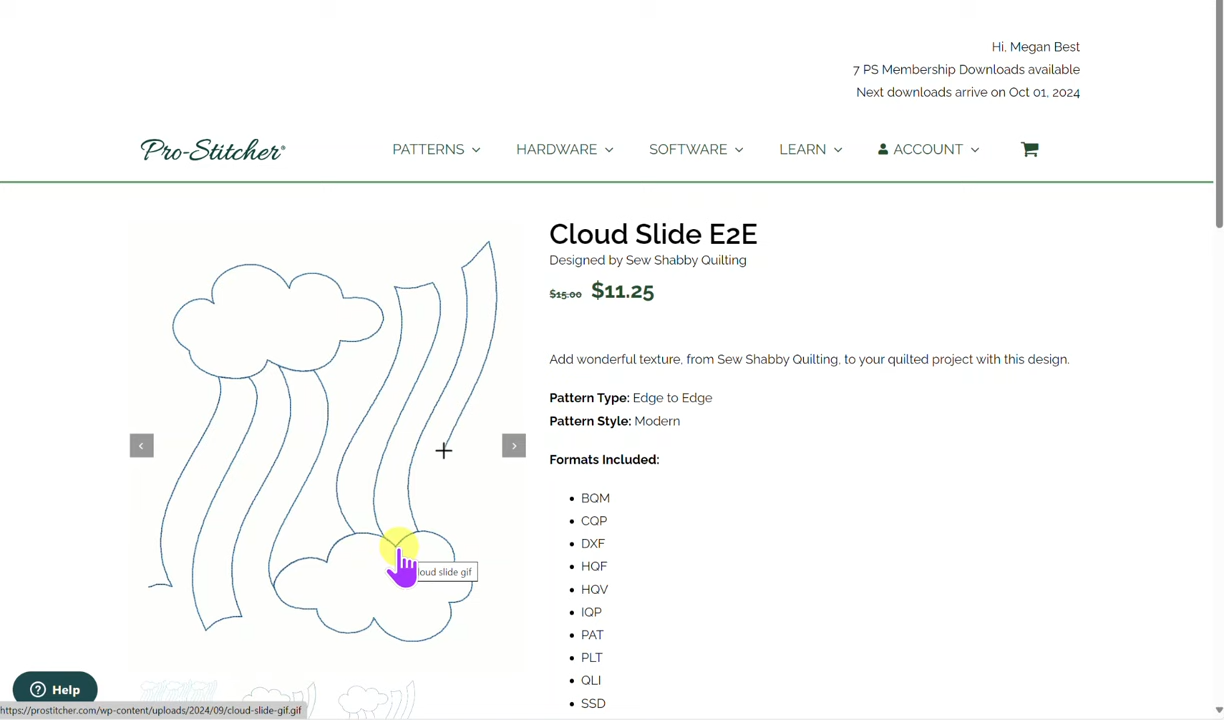 Hi, Megan Best
7 PS Membership Downloads available
Next downloads arrive on Oct 01, 2024
Pro-Stitcher®
PATTERNS
HARDWARE
SOFTWARE
LEARN
ACCOUNT
Cloud Slide E2E
Designed by Sew Shabby Quilting
$15.00 $11.25
Add wonderful texture, from Sew Shabby Quilting, to your quilted project with this design.
Pattern Type: Edge to Edge
Pattern Style: Modern
Formats Included:
BQM
CQP
DXF
HQF
HQV
IQP
PAT
PLT
QLI
SSD
loud slide gif
Help
https://prostitcher.com/wp-content/uploads/2024/09/cloud-slide-gif.gif